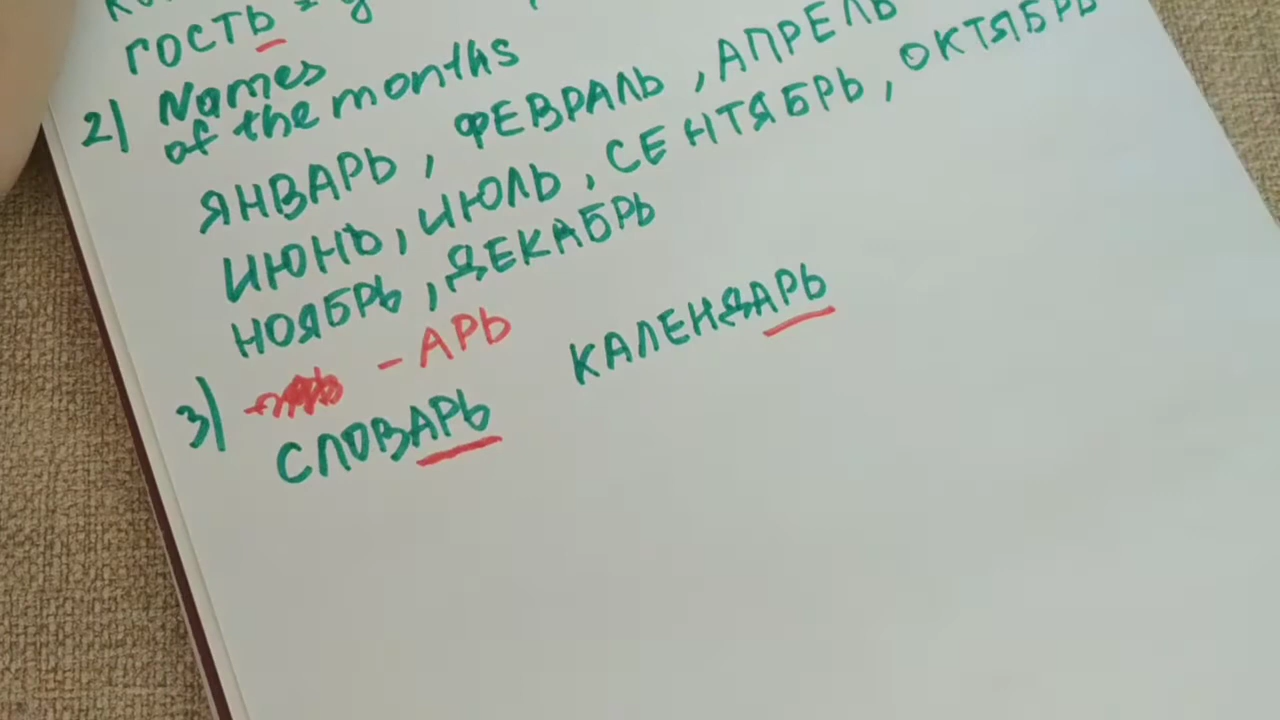 ГОСТЬ =
2) Names
of the months
ЯНВАРЬ, ФЕВРАЛЬ, АПРЕЛЬ
ИЮНЬ, ИЮЛЬ, СЕНТЯБРЬ, ОКТЯБРЬ
НОЯБРЬ, ДЕКАБРЬ
3) -АРЬ
СЛОВАРЬ КАЛЕНДАРЬ